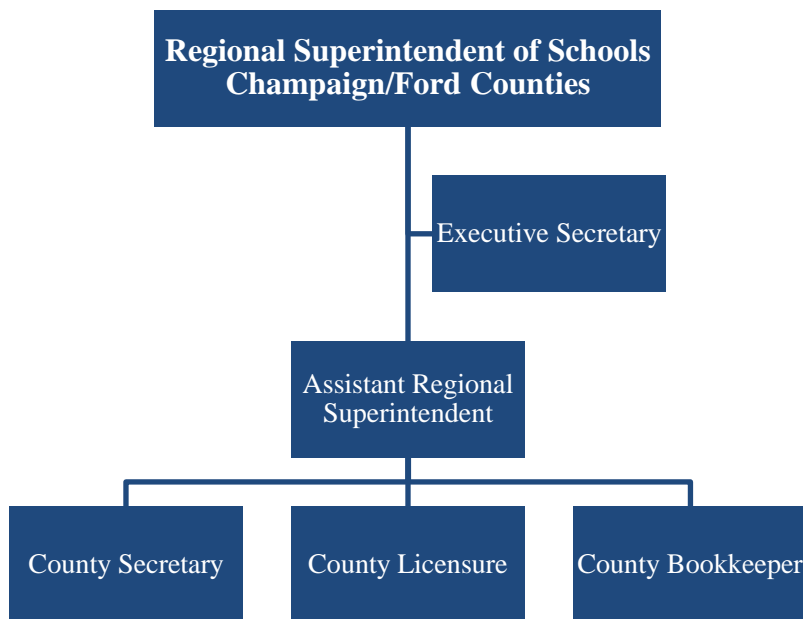 Regional Superintendent of Schools
Champaign/Ford Counties
Executive Secretary
Assistant Regional
Superintendent
County Secretary
County Licensure
County Bookkeeper